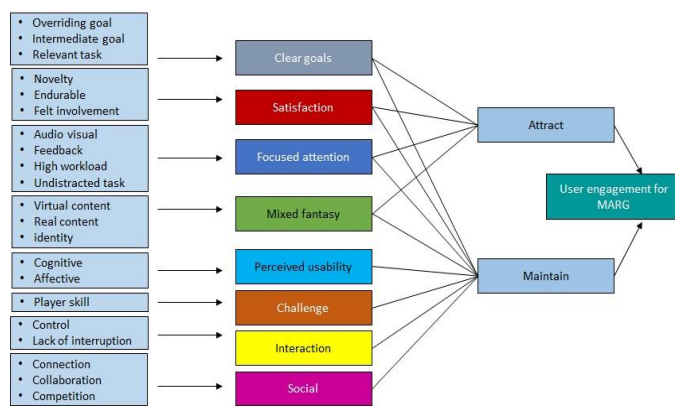 • Overriding goal
• Intermediate goal
• Relevant task
• Novelty
• Endurable
• Felt involvement
• Audio visual
• Feedback
• High workload
• Undistracted task
• Virtual content
• Real content
• identity
• Cognitive
• Affective
• Player skill
• Control
• Lack of interruption
• Connection
• Collaboration
• Competition
Clear goals
Satisfaction
Focused attention
Mixed fantasy
Perceived usability
Challenge
Interaction
Social
Attract
Maintain
User engagement for
MARG